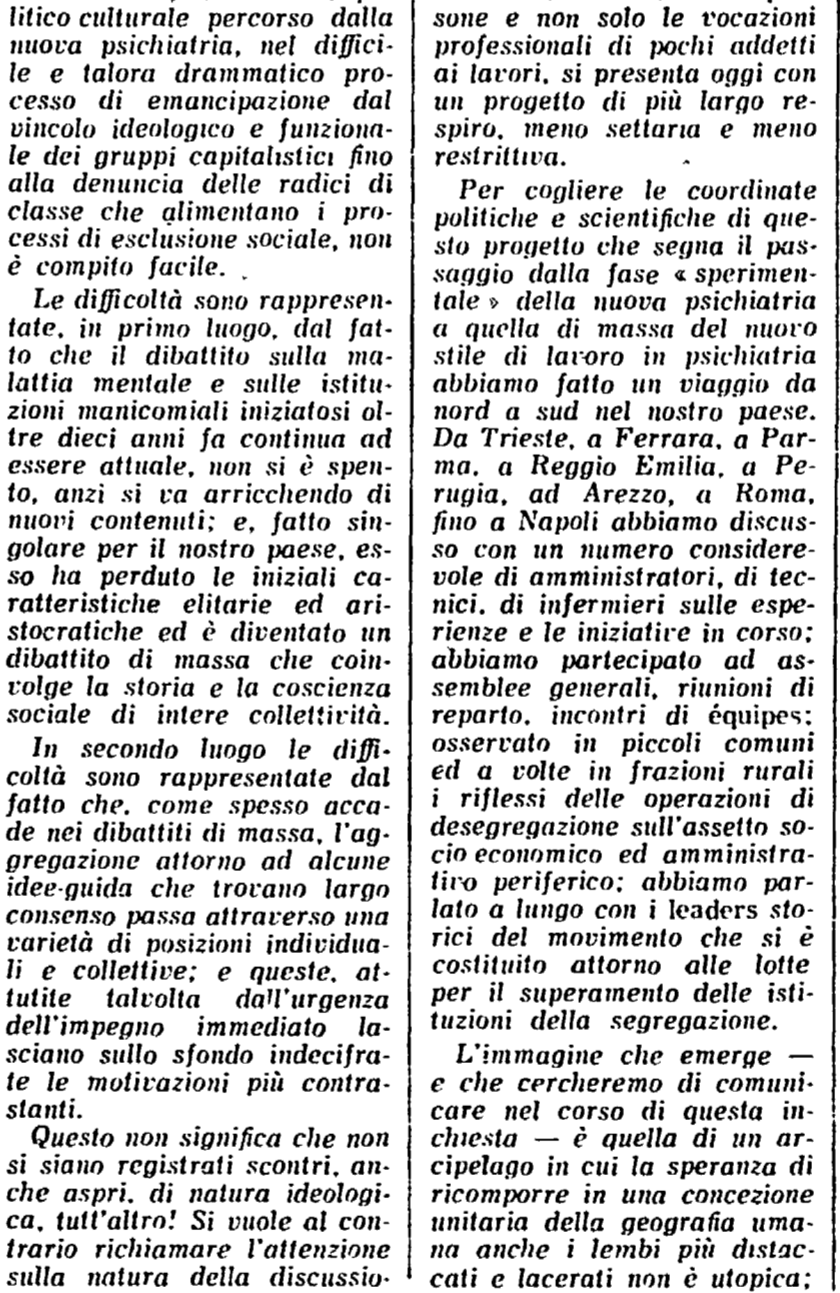 litico culturale percorso dalla
nuova psichiatria, nel diffici-
le e talora drammatico pro-
cesso di emancipazione dal
vincolo ideologico e funziona-
le dei gruppi capitalistici fino
alla denuncia delle radici di
classe che alimentano i pro-
cessi di esclusione sociale, non
è compito facile.
Le difficoltà sono rappresen-
tate, in primo luogo, dal fat-
to che il dibattito sulla ma-
lattia mentale e sulle istitu-
zioni manicomiali iniziatosi ol-
tre dieci anni fa continua ad
essere attuale, non si è spen-
to, anzi si va arricchendo di
nuovi contenuti; e, fatto sin-
golare per il nostro paese, es-
so ha perduto le iniziali ca-
ratteristiche elitarie ed ari-
stocratiche ed è diventato un
dibattito di massa che coin-
volge la storia e la coscienza
sociale di intere collettività.
In secondo luogo le diffi-
coltà sono rappresentate dal
fatto che, come spesso acca-
de nei dibattiti di massa, l'ag-
gregazione attorno ad alcune
idee-guida che trovano largo
consenso passa attraverso una
varietà di posizioni individua-
li e collettive; e queste, at-
tutite talvolta dall'urgenza
dell'impegno immediato la-
sciano sullo sfondo indecifra-
te le motivazioni più contra-
stanti.
Questo non significa che non
si siano registrati scontri, an-
che aspri, di natura ideologi-
ca, tutt'altro! Si vuole al con-
trario richiamare l'attenzione
sulla natura della discussio-
sone e non solo le vocazioni
professionali di pochi addetti
ai lavori, si presenta oggi con
un progetto di più largo re-
spiro, meno settaria e meno
restrittiva.
Per cogliere le coordinate
politiche e scientifiche di que-
sto progetto che segna il pas-
saggio dalla fase « sperimen-
tale » della nuova psichiatria
a quella di massa del nuovo
stile di lavoro in psichiatria
abbiamo fatto un viaggio da
nord a sud nel nostro paese.
Da Trieste, a Ferrara, a Par-
ma, a Reggio Emilia, a Pe-
rugia, ad Arezzo, a Roma,
fino a Napoli abbiamo discus-
so con un numero considere-
vole di amministratori, di tec-
nici, di infermieri sulle espe-
rienze e le iniziative in corso;
abbiamo partecipato ad as-
semblee generali, riunioni di
reparto, incontri di équipes;
osservato in piccoli comuni
ed a volte in frazioni rurali
i riflessi delle operazioni di
desegregazione sull'assetto so-
cio economico ed amministra-
tivo periferico; abbiamo par-
lato a lungo con i leaders sto-
rici del movimento che si è
costituito attorno alle lotte
per il superamento delle isti-
tuzioni della segregazione.
L'immagine che emerge —
e che cercheremo di comuni-
care nel corso di questa in-
chiesta — è quella di un ar-
cipelago in cui la speranza di
ricomporre in una concezione
unitaria della geografia uma-
na anche i lembi più distac-
cati e lacerati non è utopica;